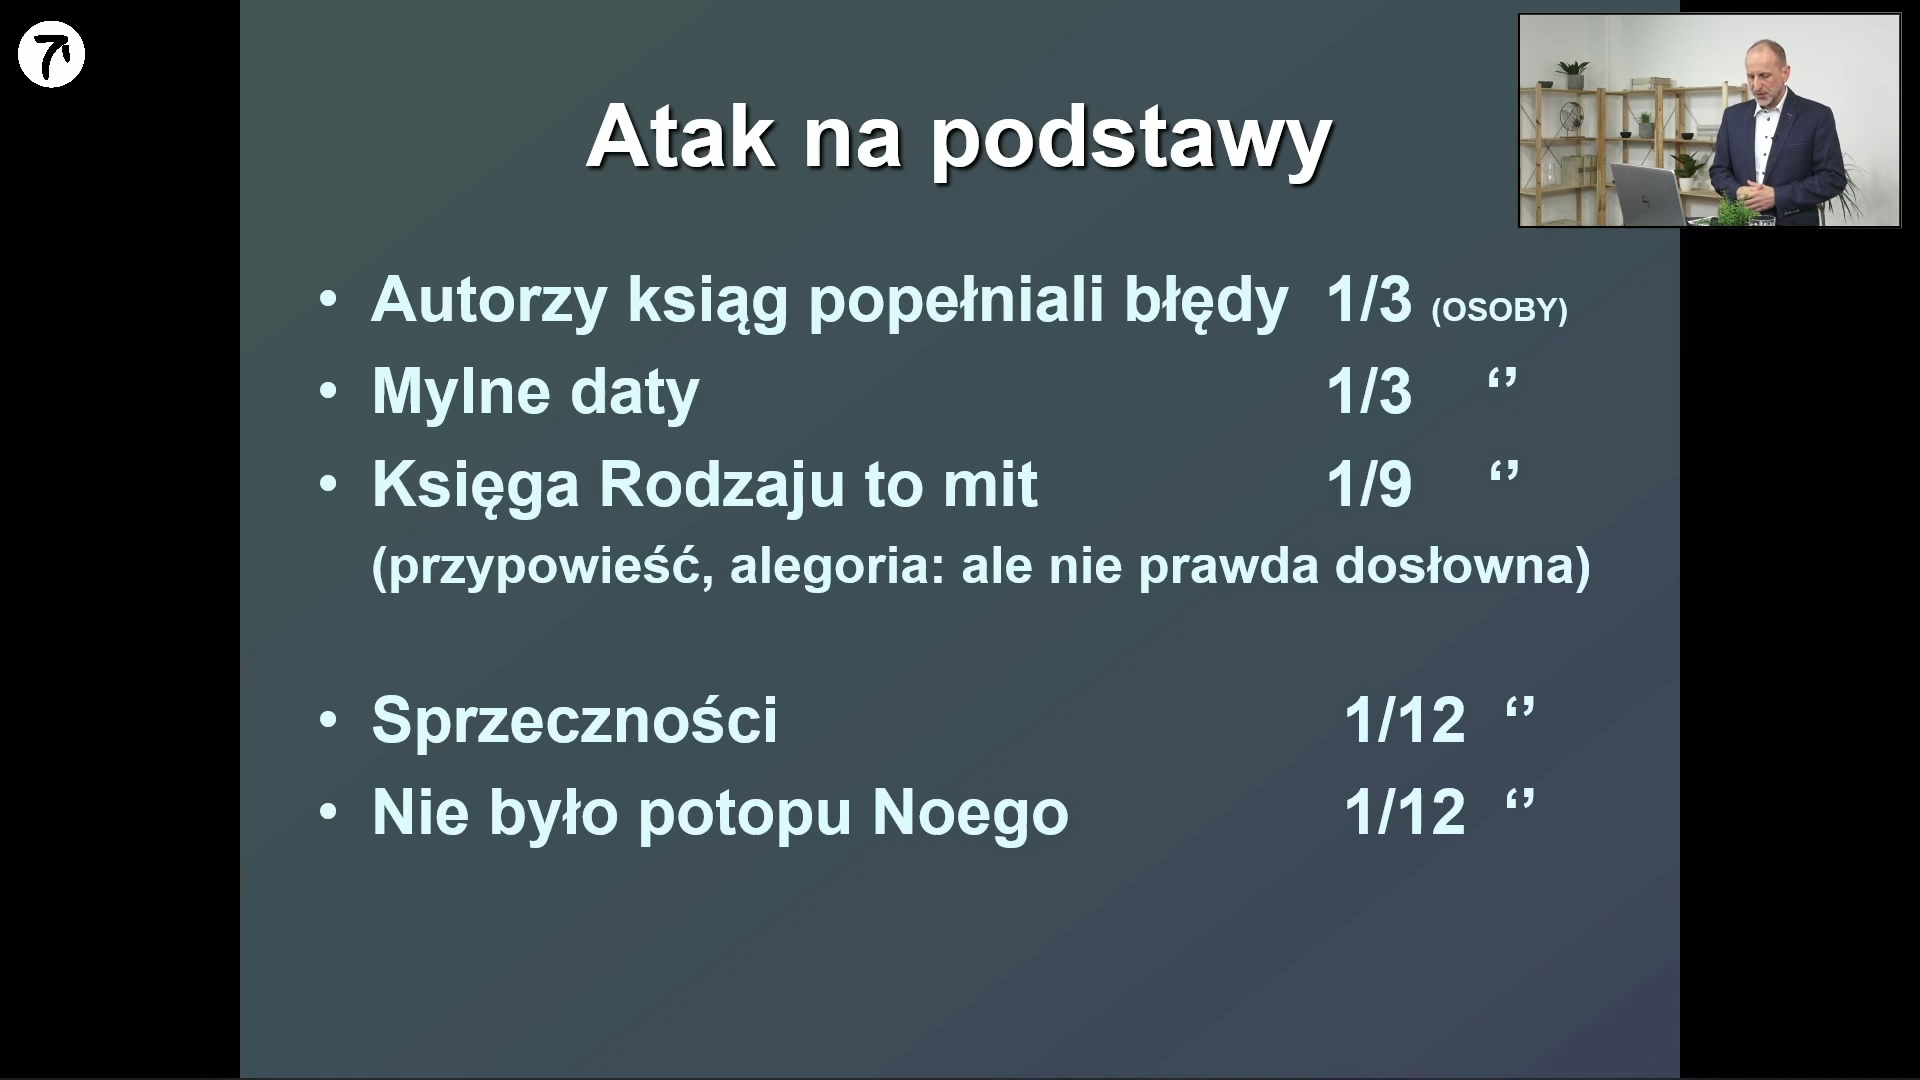 Atak na podstawy
• Autorzy ksiąg popełniali błędy 1/3 (OSOBY)
• Mylne daty 1/3 ‘’
• Księga Rodzaju to mit 1/9 ‘’
(przypowieść, alegoria: ale nie prawda dosłowna)
• Sprzeczności 1/12 ‘’
• Nie było potopu Noego 1/12 ‘’